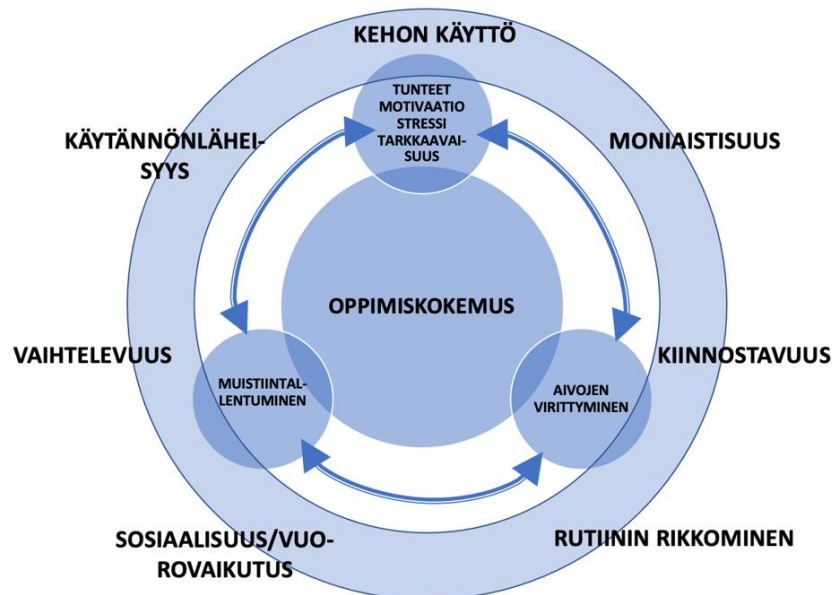 KEHON KÄYTTÖ
TUNTEET
MOTIVAATIO
STRESSI
TARKKAAVAI-
SUUS
KÄYTÄNNÖNLÄHEI-
SYYS
MONIAISTISUUS
OPPIMISKOKEMUS
VAIHTELEVUUS
KIINNOSTAVUUS
MUISTIINTAL-
LENTUMINEN
AIVOJEN
VIRITTYMINEN
SOSIAALISUUS/VUO-
ROVAIKUTUS
RUTIININ RIKKOMINEN